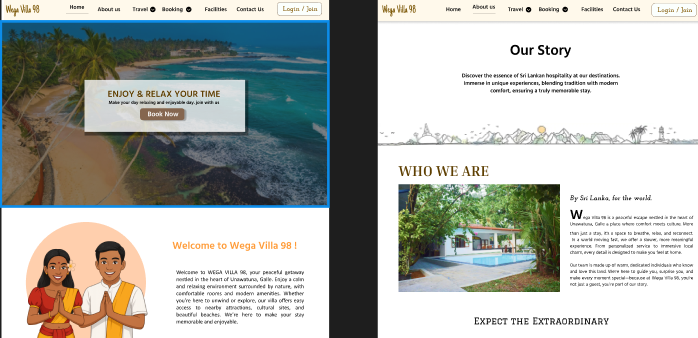 Wega Villa 98
Home
About us
Travel
Booking
Facilities
Contact Us
Login / Join
ENJOY & RELAX YOUR TIME
Make your day relaxing and enjoyable day. join with us
Book Now
Welcome to Wega Villa 98 !
Welcome to WEGA VILLA 98, your peaceful getaway
nestled in the heart of Unawatuna, Galle. Enjoy a calm
and relaxing environment surrounded by nature, with
comfortable rooms and modern amenities. Whether
you're here to unwind or explore, our villa offers easy
access to nearby attractions, cultural sites, and
beautiful beaches. We're here to make your stay
memorable and enjoyable.
Wega Villa 98
Home
About us
Travel
Booking
Facilities
Contact Us
Login / Join
Our Story
Discover the essence of Sri Lankan hospitality at our destinations.
Immerse in unique experiences, blending tradition with modern
comfort, ensuring a truly memorable stay.
WHO WE ARE
By Sri Lanka, for the world.
Wega Villa 98 is a peaceful escape nestled in the heart of
Unawatuna, Galle a place where comfort meets culture. More
than just a stay, it's a space to breathe, relax, and reconnect.
In a world moving fast, we offer a slower, more meaningful
experience. From personalized service to immersive local
charm, every detail is designed to make you feel at home.
Our team is made up of warm, dedicated individuals who know
and love this land. We're here to guide you, surprise you, and
make every moment special—because at Wega Villa 98, you're
not just a guest, you're part of our story.
EXPECT THE EXTRAORDINARY